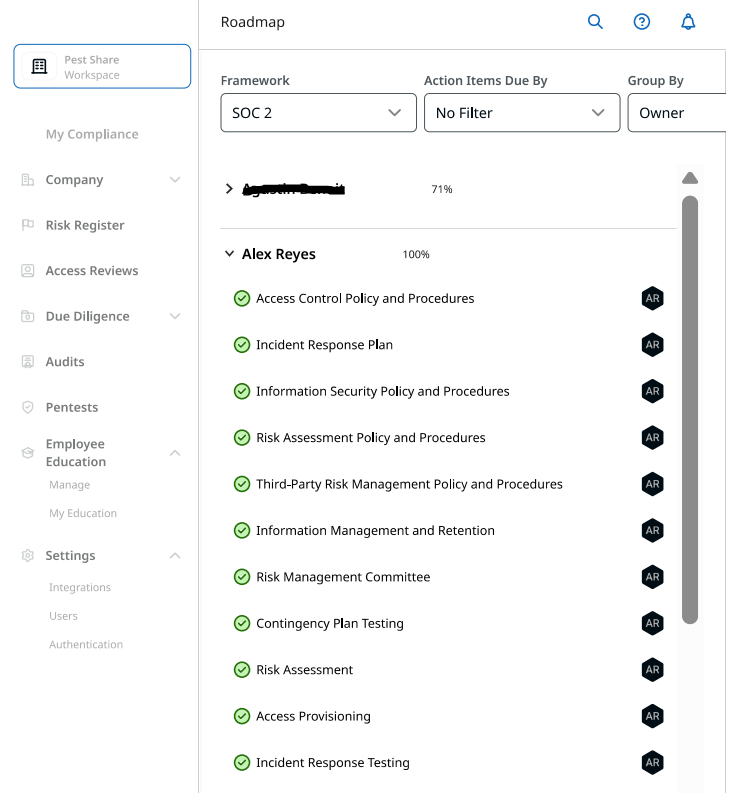 Roadmap
Pest Share
Workspace
My Compliance
Company
Risk Register
Access Reviews
Due Diligence
Audits
Pentests
Employee
Education
Manage
My Education
Settings
Integrations
Users
Authentication
Framework
Action Items Due By
Group By
SOC 2
No Filter
Owner
71%
Alex Reyes 100%
Access Control Policy and Procedures AR
Incident Response Plan AR
Information Security Policy and Procedures AR
Risk Assessment Policy and Procedures AR
Third-Party Risk Management Policy and Procedures AR
Information Management and Retention AR
Risk Management Committee AR
Contingency Plan Testing AR
Risk Assessment AR
Access Provisioning AR
Incident Response Testing AR